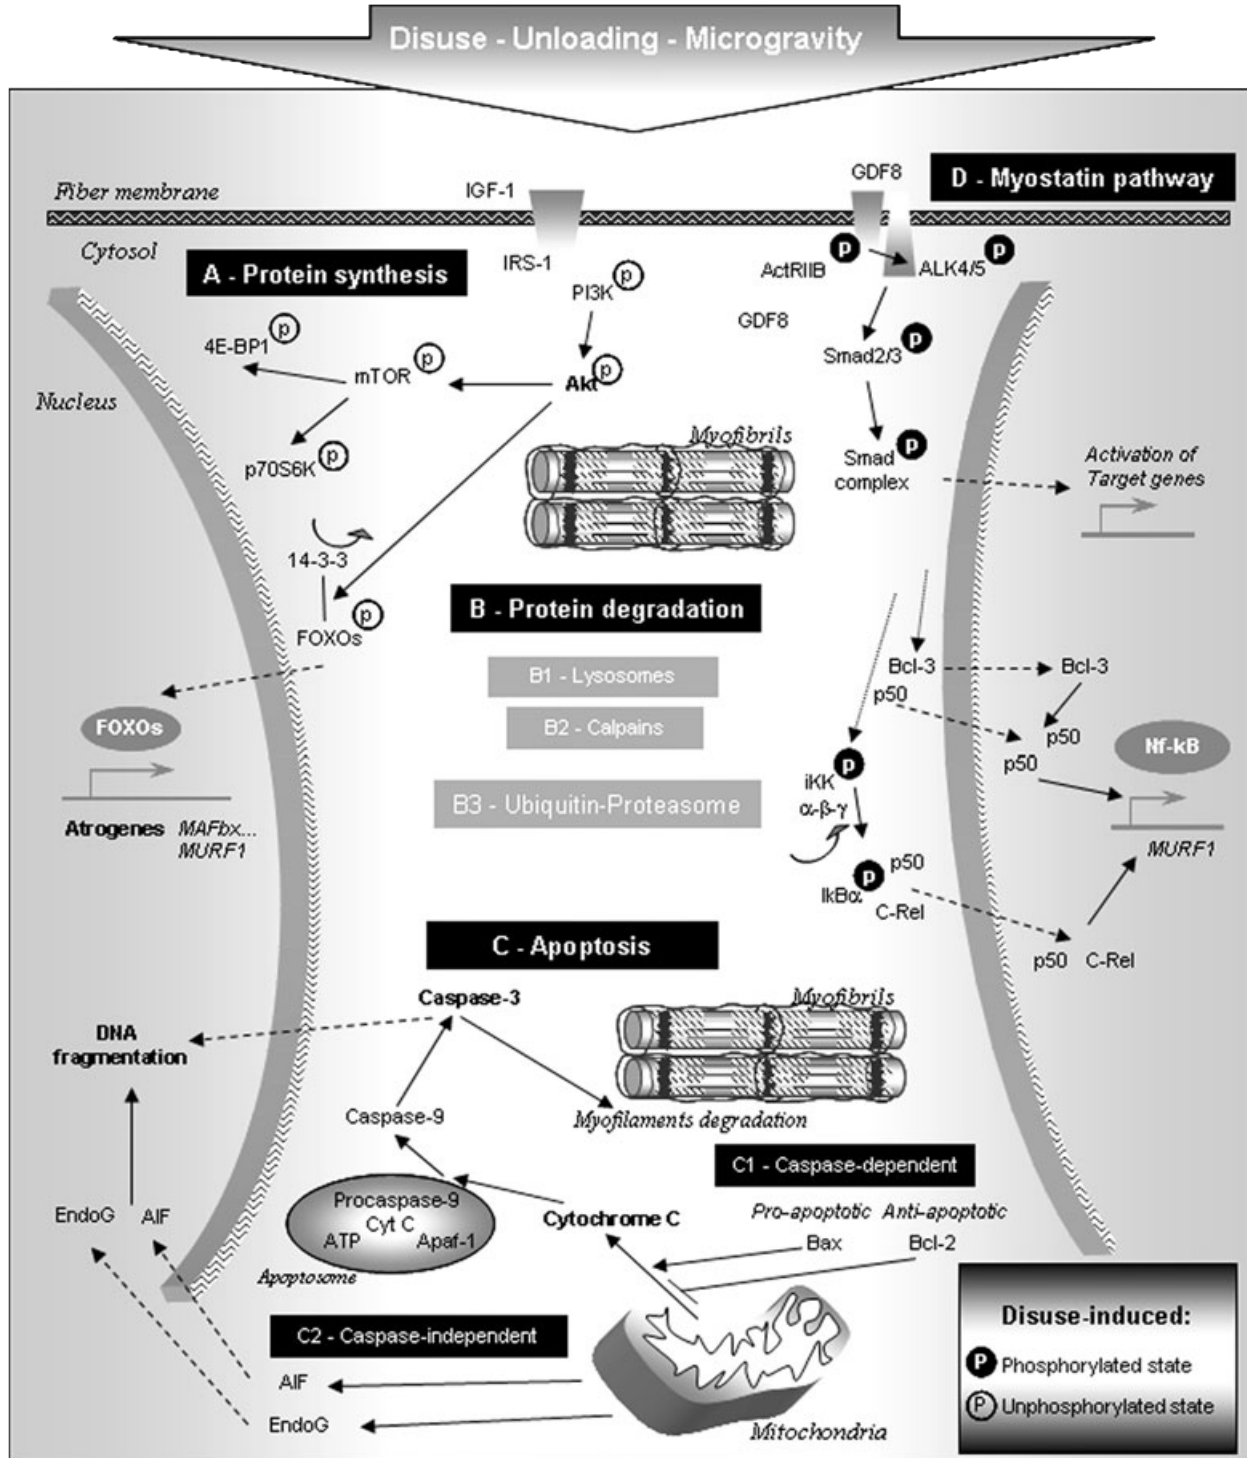 Disuse - Unloading - Microgravity
Fiber membrane
IGF-1
GDF8
D - Myostatin pathway
Cytosol
A - Protein synthesis
IRS-1
PI3K
p
ActRIIB
P
ALK4/5
P
GDF8
4E-BP1
p
mTOR
p
Akt
p
Smad2/3
P
Nucleus
p70S6K
p
Myofibrils
Smad
complex
P
Activation of
Target genes
14-3-3
FOXOs
p
B - Protein degradation
B1 - Lysosomes
B2 - Calpains
B3 - Ubiquitin-Proteasome
Bcl-3
p50
Bcl-3
p50
p50
Nf-kB
MURF1
FOXOs
Atrogenes
MAFbx...
MURF1
iKK
P
α-β-γ
IkBα
P
p50
C-Rel
p50
C-Rel
C - Apoptosis
Caspase-3
Myofibrils
DNA
fragmentation
Caspase-9
Myofilaments degradation
C1 - Caspase-dependent
Pro-apoptotic
Anti-apoptotic
Bax
Bcl-2
EndoG
AIF
Procaspase-9
Cyt C
ATP
Apaf-1
Apoptosome
Cytochrome C
C2 - Caspase-independent
AIF
EndoG
Mitochondria
Disuse-induced:
P Phosphorylated state
P Unphosphorylated state